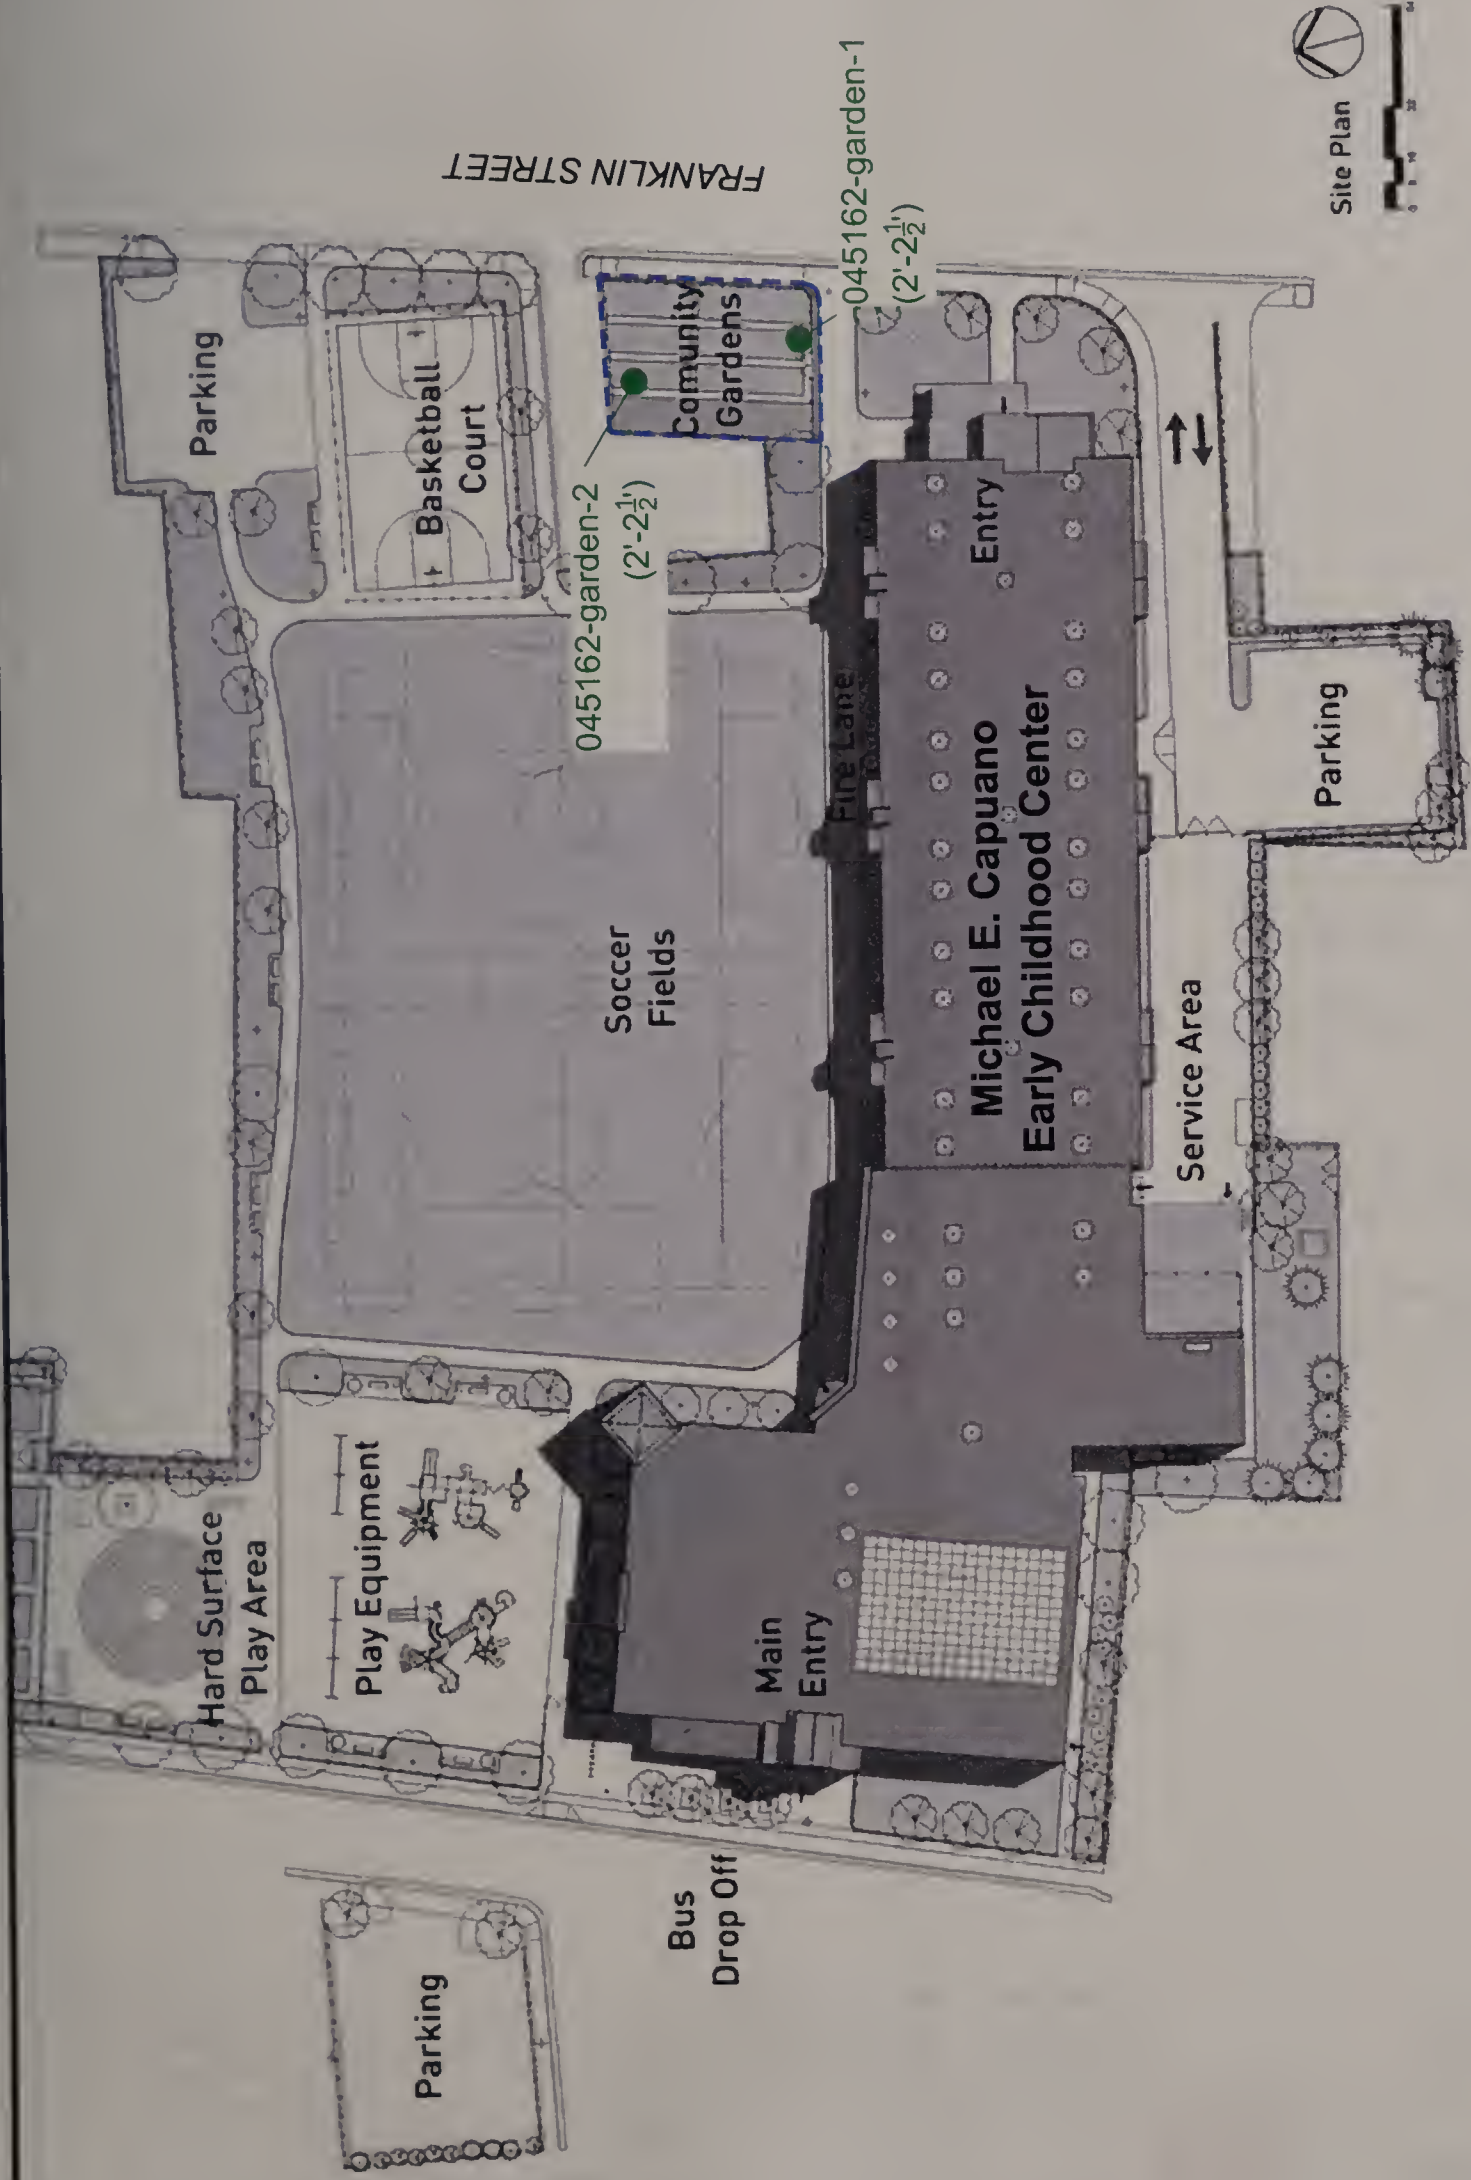 FRANKLIN STREET
Parking
Basketball
Court
045162-garden-2
(2'-2½')
045162-garden-1
(2'-2½')
Comunity
Gardens
Entry
Fire Lane
Soccer
Fields
Michael E. Capuano
Early Childhood Center
Parking
Service Area
Hard Surface
Play Area
Play Equipment
Main
Entry
Bus
Drop Off
Parking
Site Plan